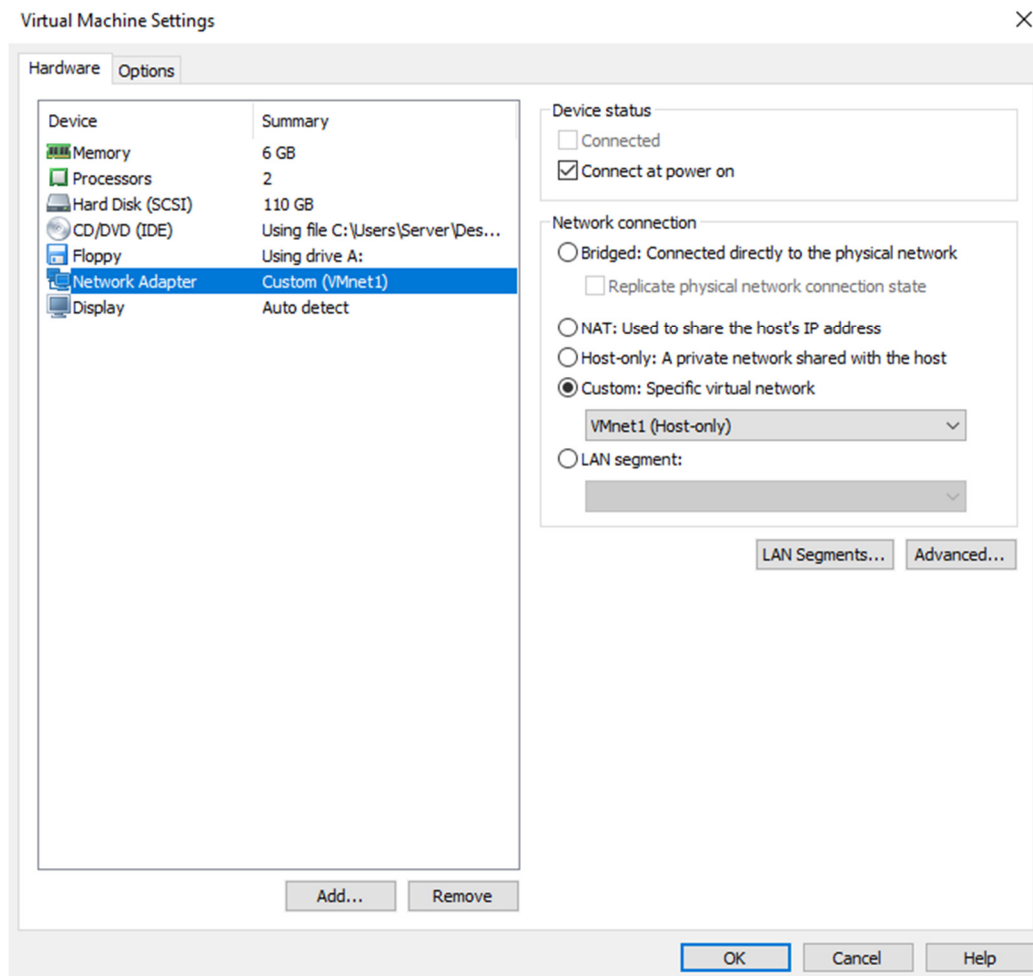 Virtual Machine Settings
Hardware
Options
Device Summary
Memory 6 GB
Processors 2
Hard Disk (SCSI) 110 GB
CD/DVD (IDE) Using file C:\Users\Server\Des...
Floppy Using drive A:
Network Adapter Custom (VMnet1)
Display Auto detect
Add...
Remove
Device status
Connected
Connect at power on
Network connection
Bridged: Connected directly to the physical network
Replicate physical network connection state
NAT: Used to share the host's IP address
Host-only: A private network shared with the host
Custom: Specific virtual network
VMnet1 (Host-only)
LAN segment:
LAN Segments...
Advanced...
OK
Cancel
Help